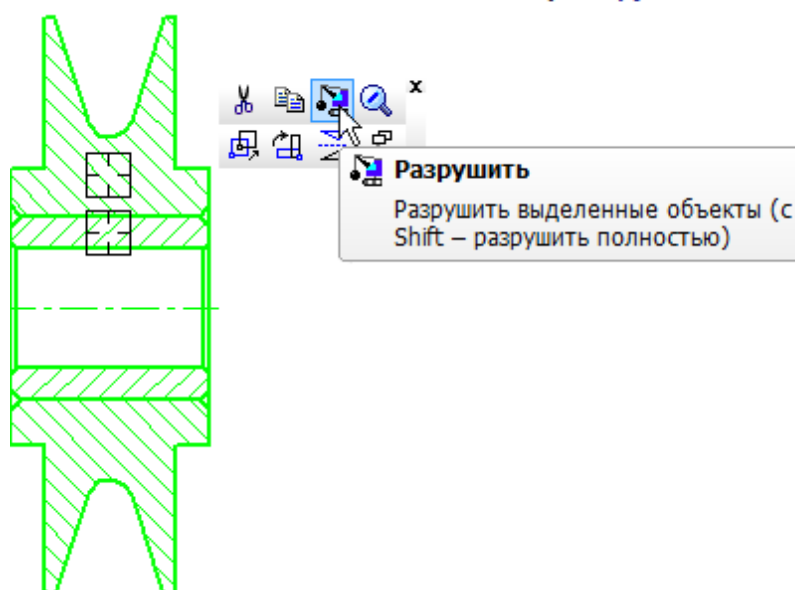 x
Разрушить
Разрушить выделенные объекты (с
Shift – разрушить полностью)